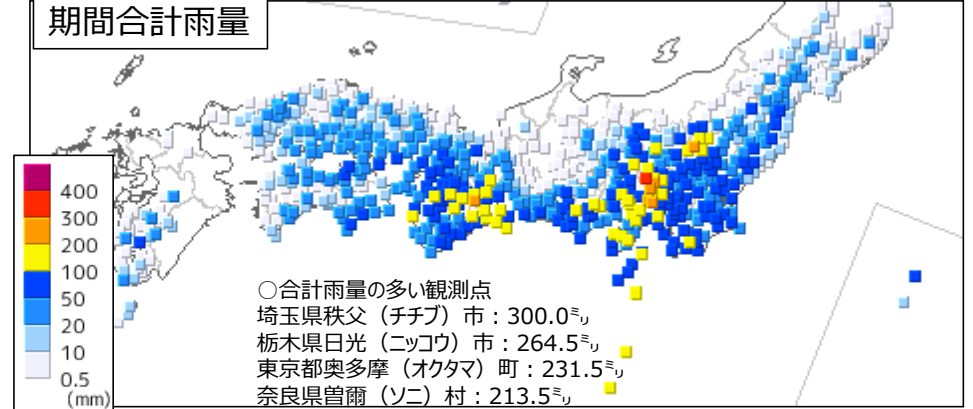 期間合計雨量
400
300
200
100
50
20
10
0.5
(mm)
○合計雨量の多い観測点
埼玉県秩父（チチブ）市：300.0㍉
栃木県日光（ニッコウ）市：264.5㍉
東京都奥多摩（オクタマ）町：231.5㍉
奈良県曽爾（ソニ）村：213.5㍉